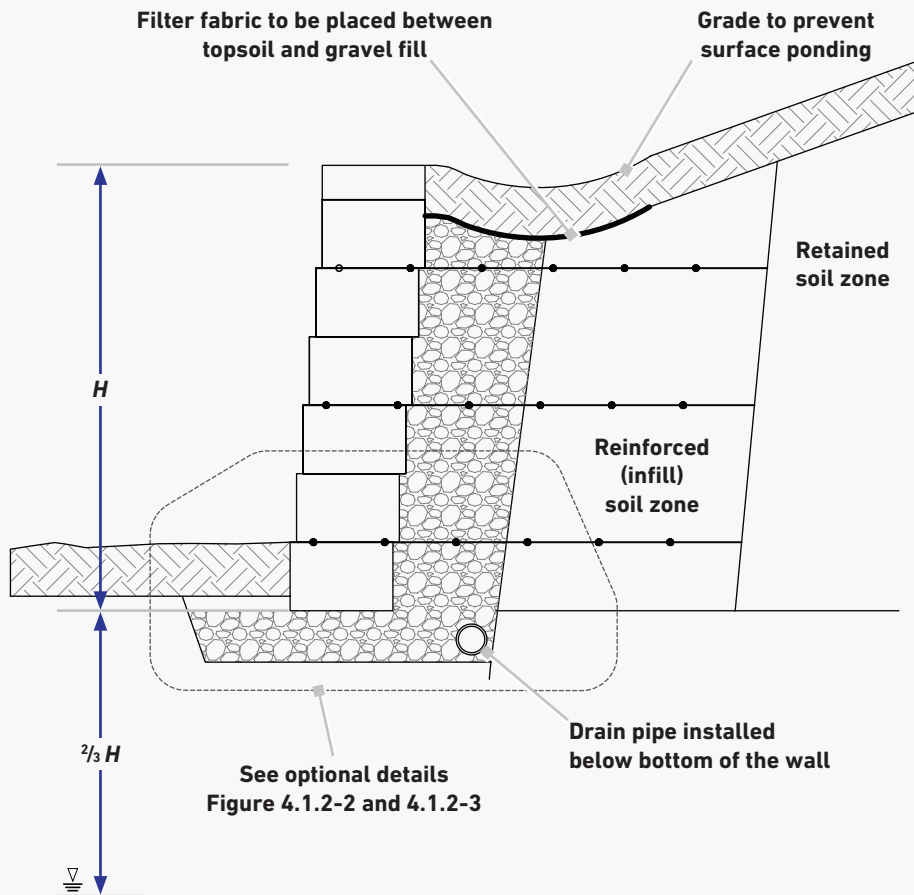 Filter fabric to be placed between
topsoil and gravel fill
Grade to prevent
surface ponding
Retained
soil zone
H
Reinforced
(infill)
soil zone
Drain pipe installed
below bottom of the wall
2/3 H
See optional details
Figure 4.1.2-2 and 4.1.2-3